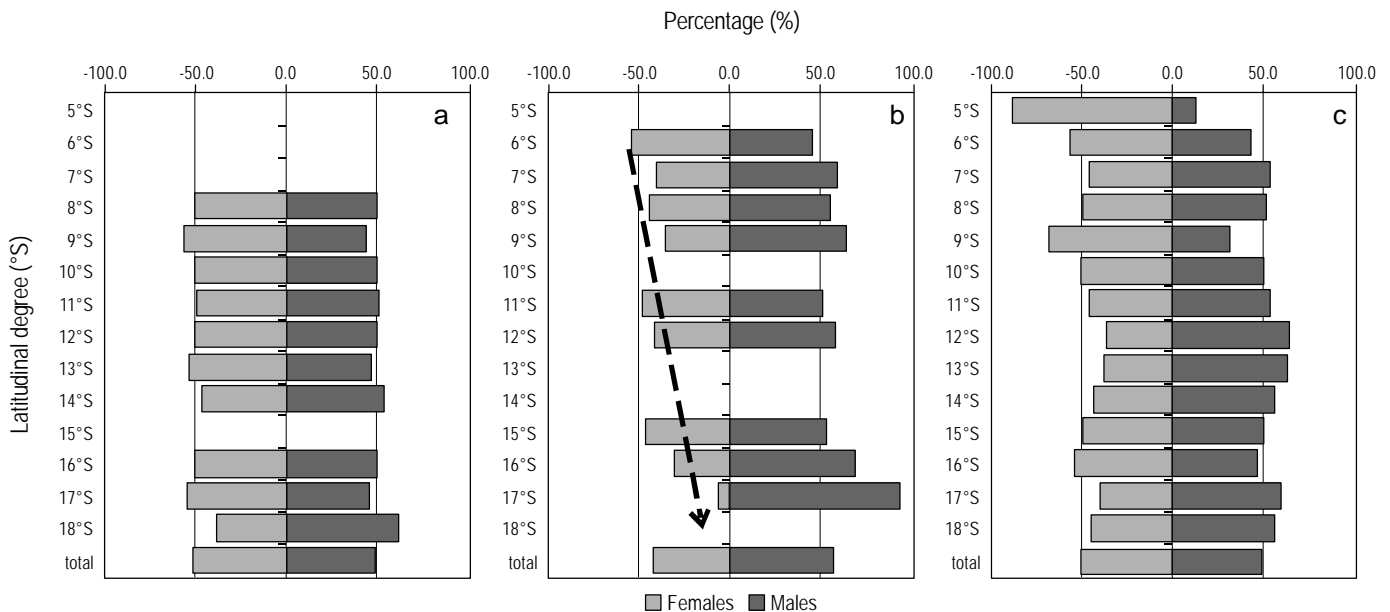 Percentage (%)
-100.0 -50.0 0.0 50.0 100.0
-100.0 -50.0 0.0 50.0 100.0
-100.0 -50.0 0.0 50.0 100.0
Latitudinal degree (°S)
5°S
6°S
7°S
8°S
9°S
10°S
11°S
12°S
13°S
14°S
15°S
16°S
17°S
18°S
total
a
5°S
6°S
7°S
8°S
9°S
10°S
11°S
12°S
13°S
14°S
15°S
16°S
17°S
18°S
total
b
5°S
6°S
7°S
8°S
9°S
10°S
11°S
12°S
13°S
14°S
15°S
16°S
17°S
18°S
total
c
Females Males